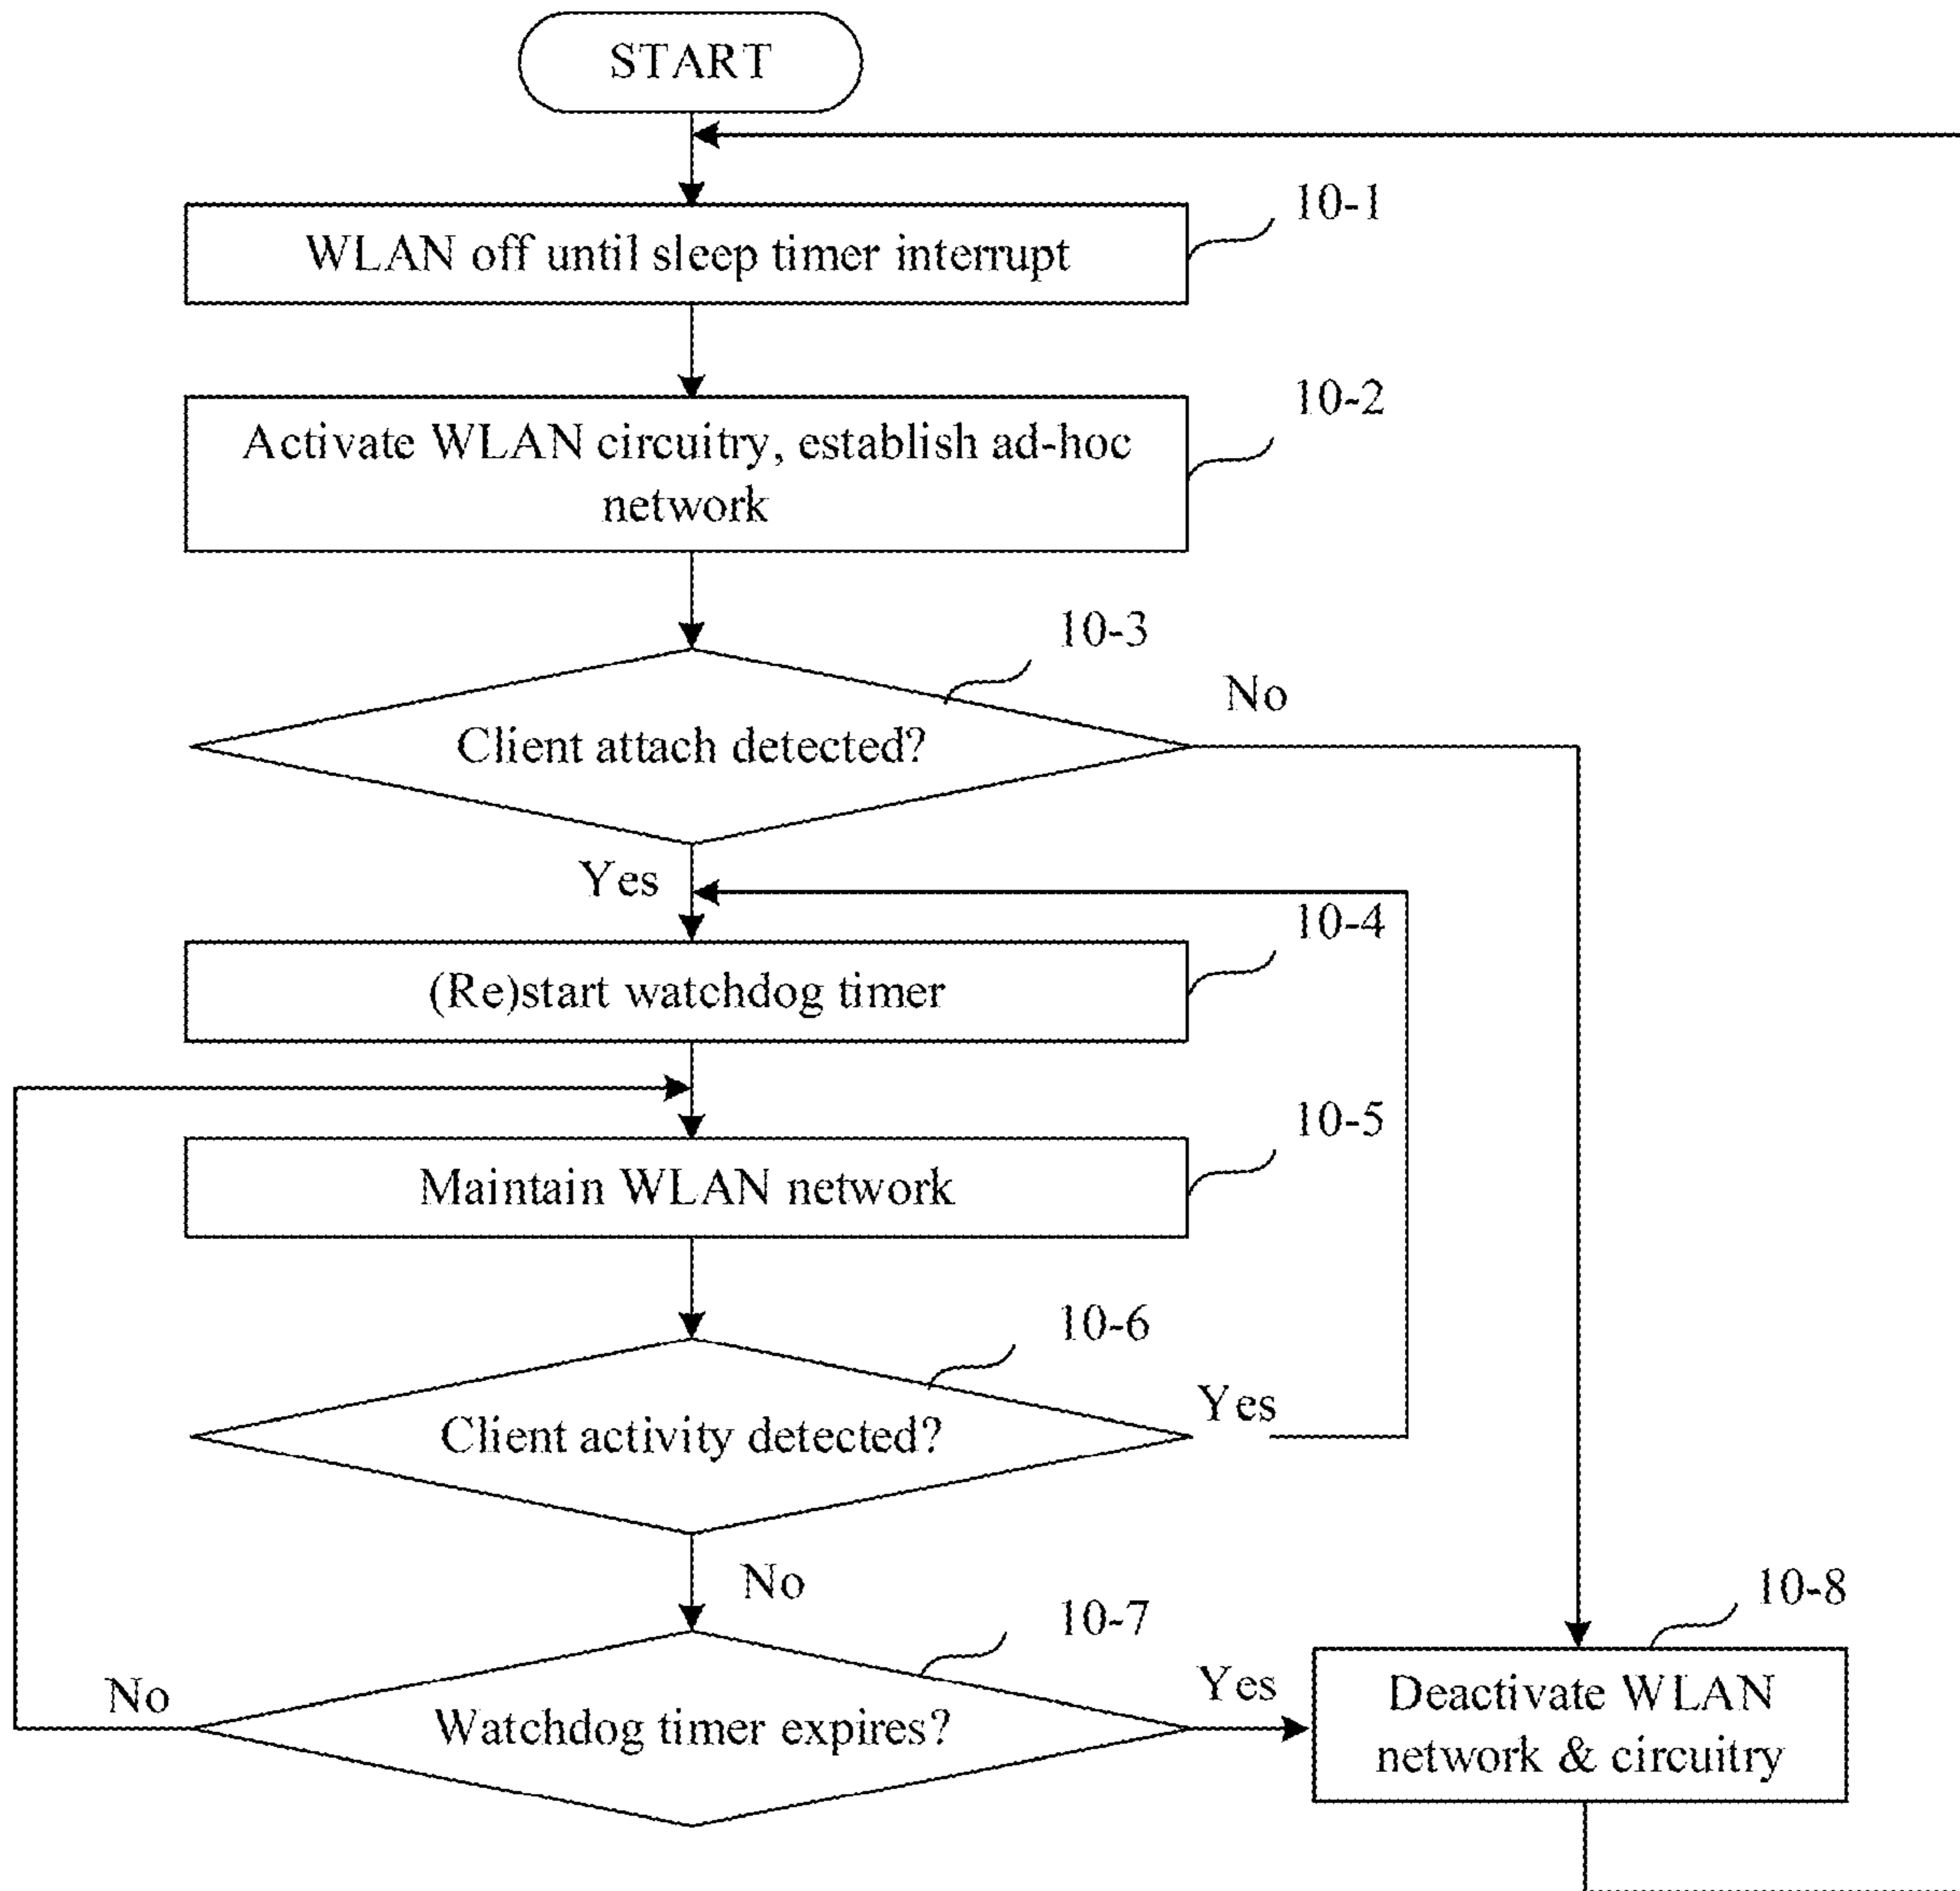 START
10-1
WLAN off until sleep timer interrupt
10-2
Activate WLAN circuitry, establish ad-hoc
network
10-3
No
Client attach detected?
Yes
10-4
(Re)start watchdog timer
10-5
Maintain WLAN network
10-6
Yes
Client activity detected?
No
10-7
10-8
No
Yes
Watchdog timer expires?
Deactivate WLAN
network & circuitry